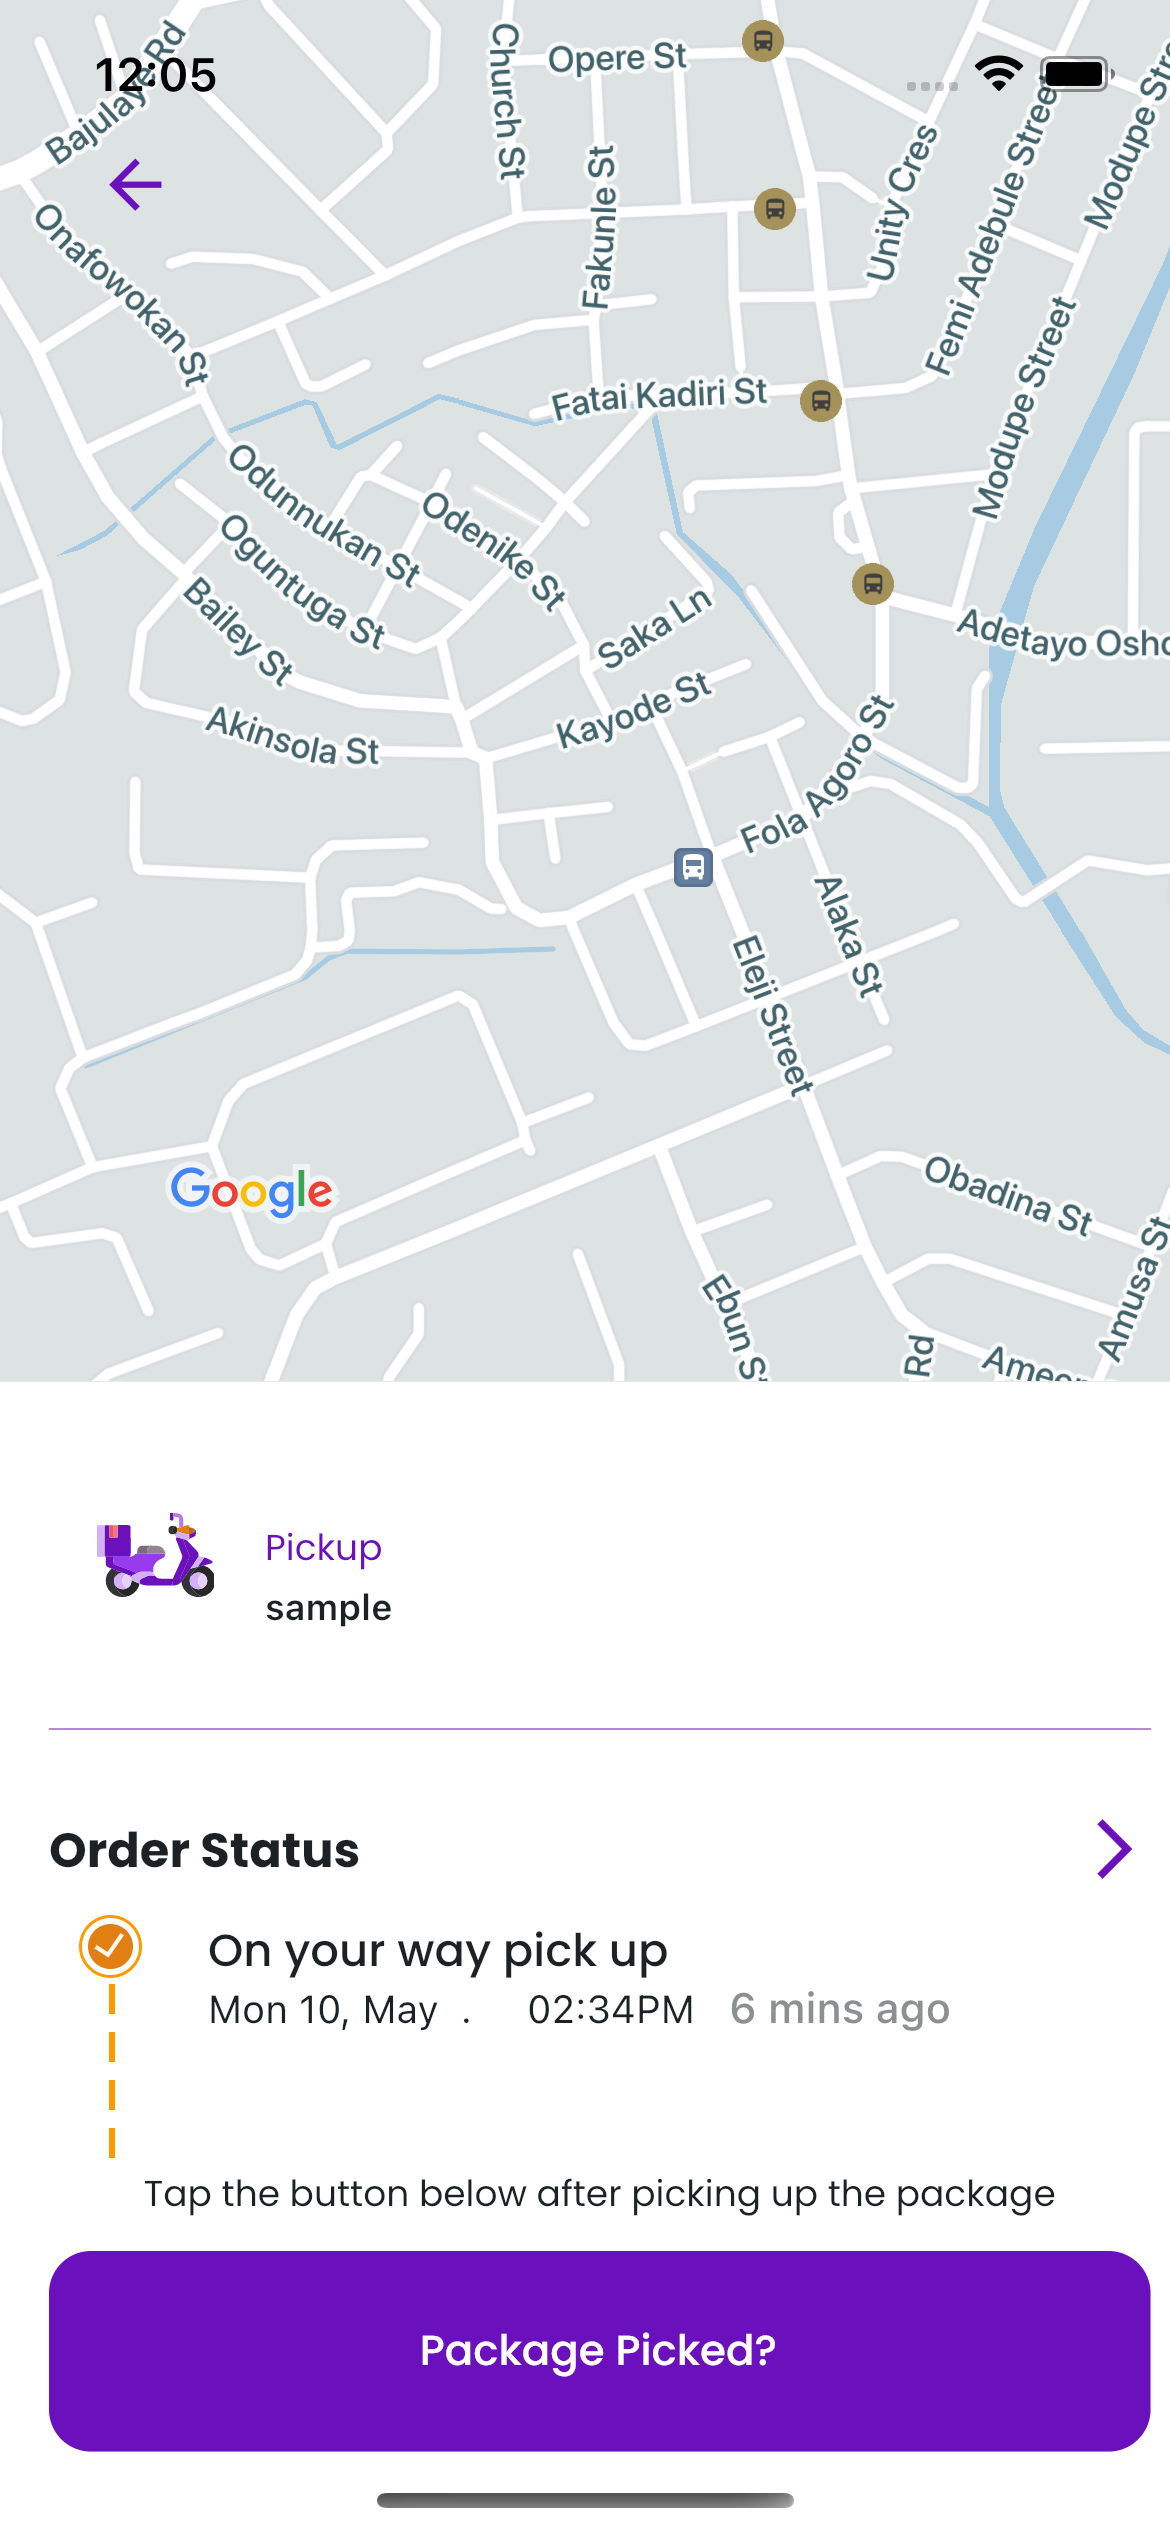 12:05
Bajulaye Rd
Church St
Opere St
Fakunle St
Unity Cres
Femi Adebule Street
Modupe Stre
Onafowokan St
Modupe Street
Fatai Kadiri St
Odunnukan St
Odenike St
Oguntuga St
Bailey St
Saka Ln
Adetayo Osho
Kayode St
Akinsola St
Fola Agoro St
Alaka St
Eleji Street
Google
Obadina St
Amusa St
Ebun St
Rd
Ameen
Pickup
sample
Order Status
On your way pick up
Mon 10, May . 02:34PM 6 mins ago
Tap the button below after picking up the package
Package Picked?